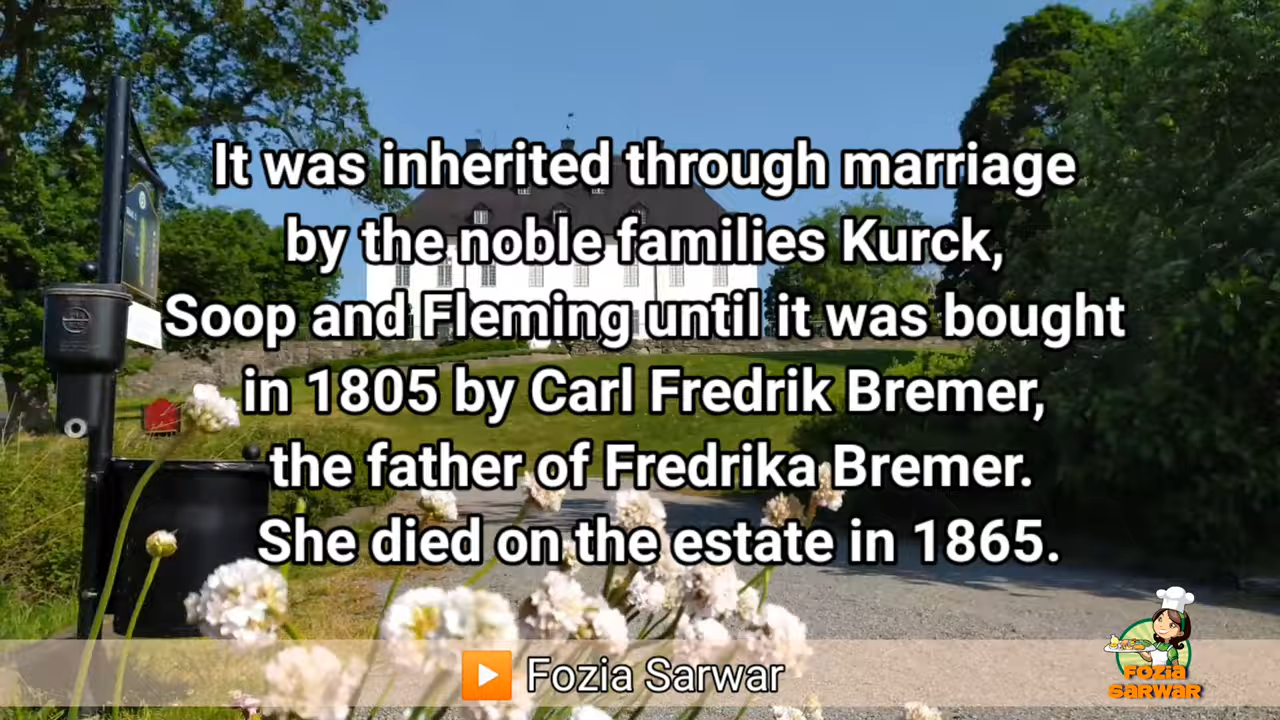 It was inherited through marriage
by the noble families Kurck,
Soop and Fleming until it was bought
in 1805 by Carl Fredrik Bremer,
the father of Fredrika Bremer.
She died on the estate in 1865.
Fozia Sarwar
FOZIA
SARWAR